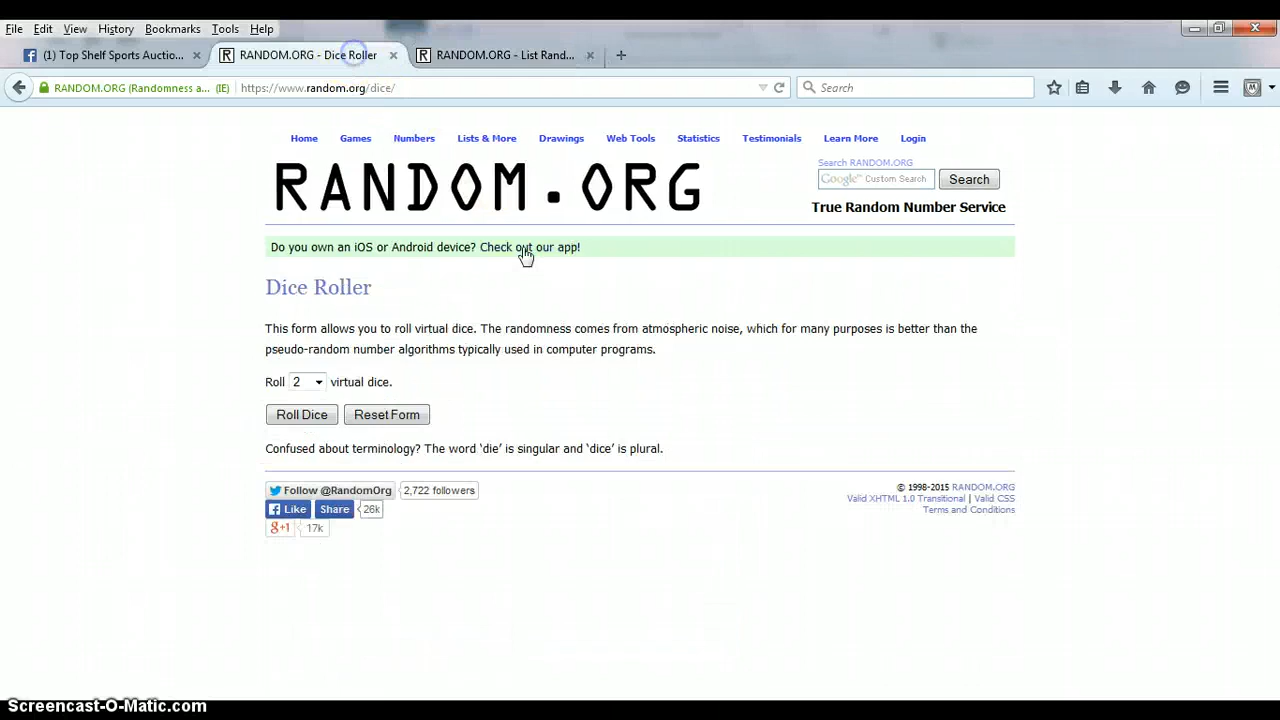 File Edit View History Bookmarks Tools Help
(1) Top Shelf Sports Auctio... RANDOM.ORG - Dice Roller RANDOM.ORG - List Rand...
RANDOM.ORG (Randomness a... (IE) https://www.random.org/dice/ Search
Home Games Numbers Lists & More Drawings Web Tools Statistics Testimonials Learn More Login
RANDOM.ORG
Search RANDOM.ORG
Google Custom Search Search
True Random Number Service
Do you own an iOS or Android device? Check out our app!
Dice Roller
This form allows you to roll virtual dice. The randomness comes from atmospheric noise, which for many purposes is better than the
pseudo-random number algorithms typically used in computer programs.
Roll 2 virtual dice.
Roll Dice Reset Form
Confused about terminology? The word ‘die’ is singular and ‘dice’ is plural.
Follow @RandomOrg 2,722 followers
Like Share 26k
g+1 17k
© 1998-2015 RANDOM.ORG
Valid XHTML 1.0 Transitional | Valid CSS
Terms and Conditions
Screencast-O-Matic.com